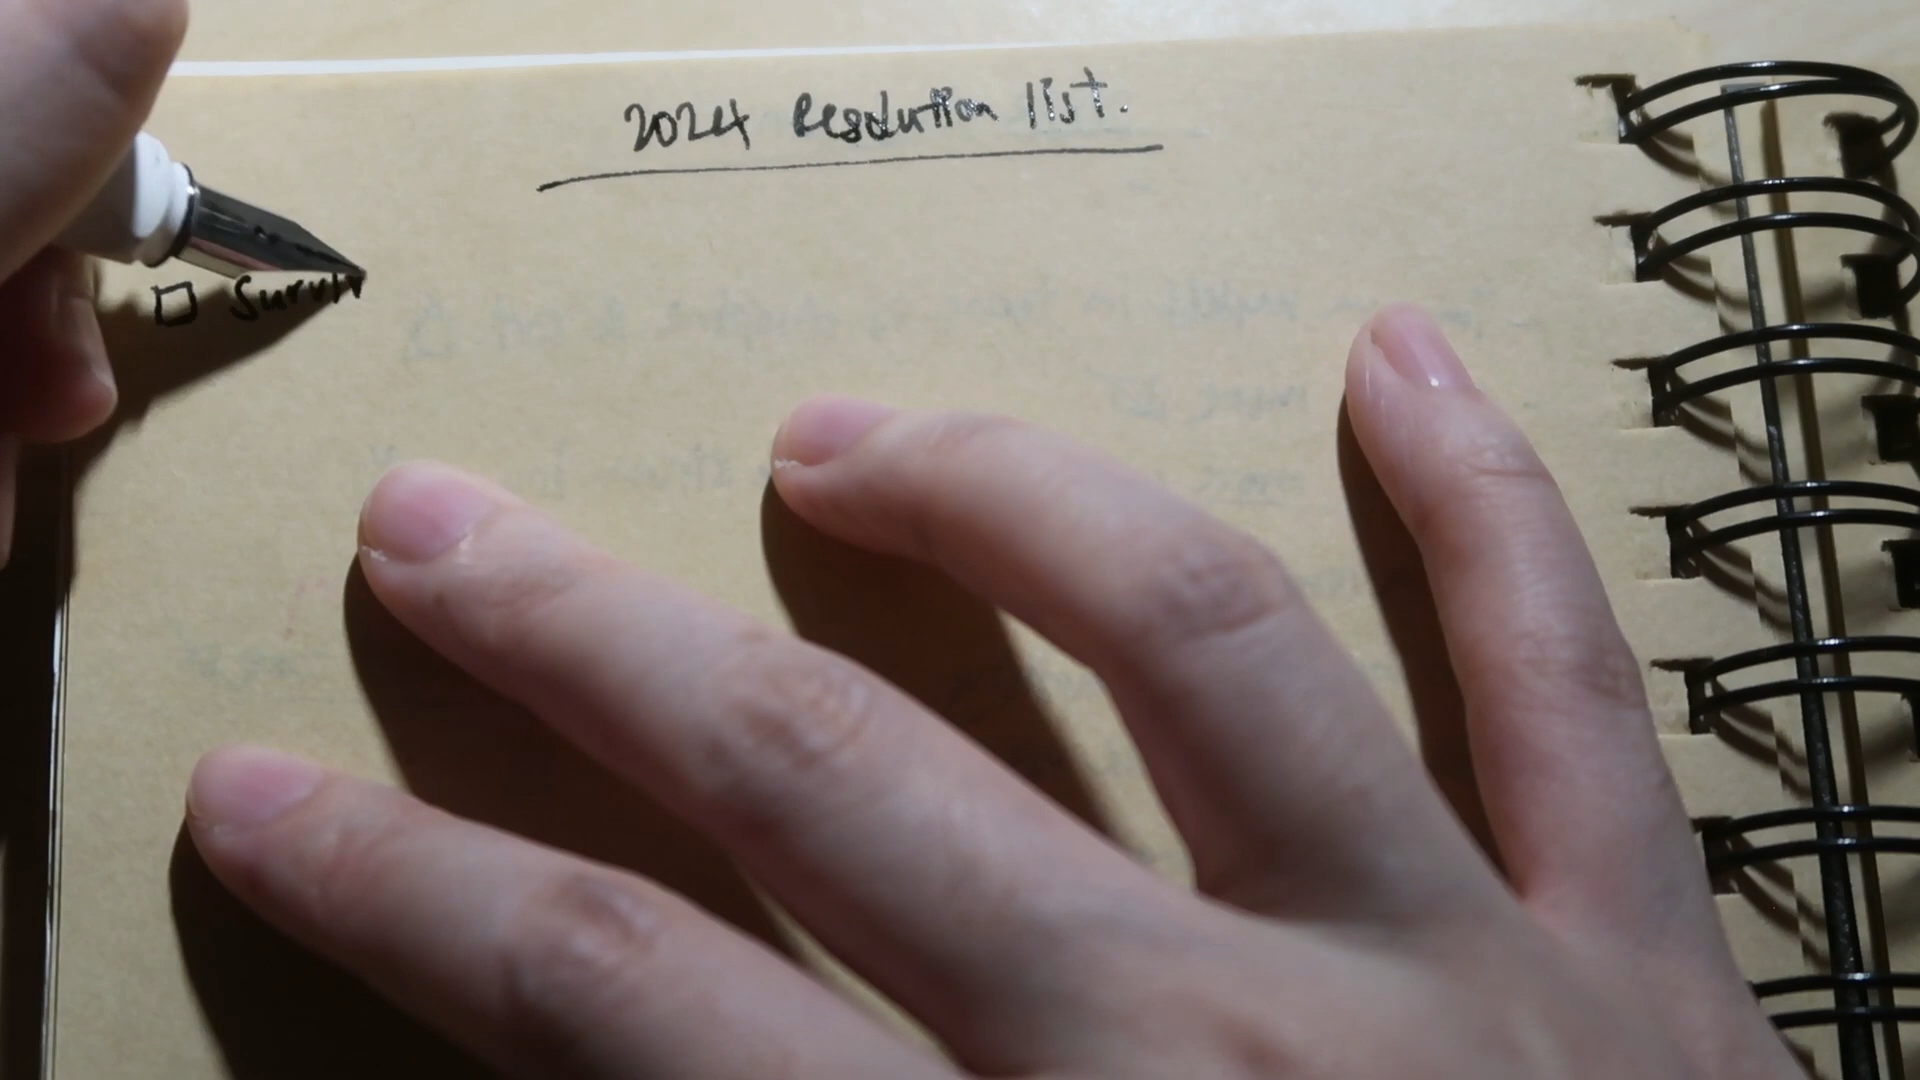 2024 Resolution list.
□ Surviv